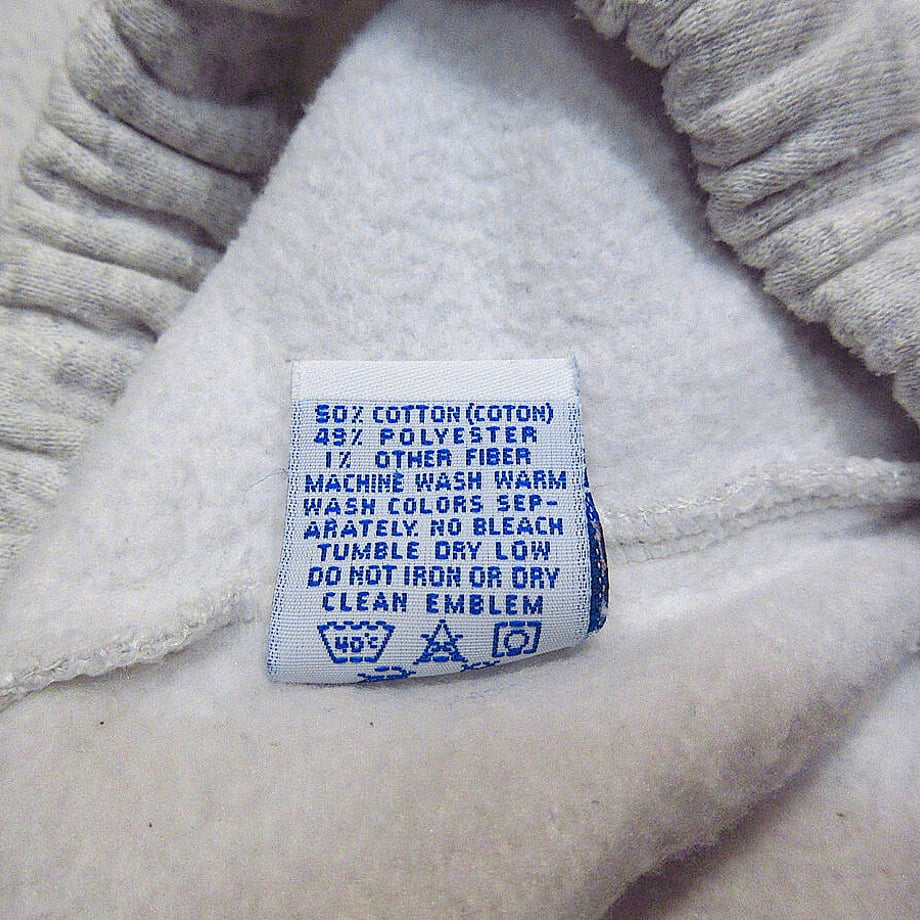 50% COTTON (COTON)
49% POLYESTER
1% OTHER FIBER
MACHINE WASH WARM
WASH COLORS SEP-
ARATELY. NO BLEACH
TUMBLE DRY LOW
DO NOT IRON OR DRY
CLEAN EMBLEM
40°C